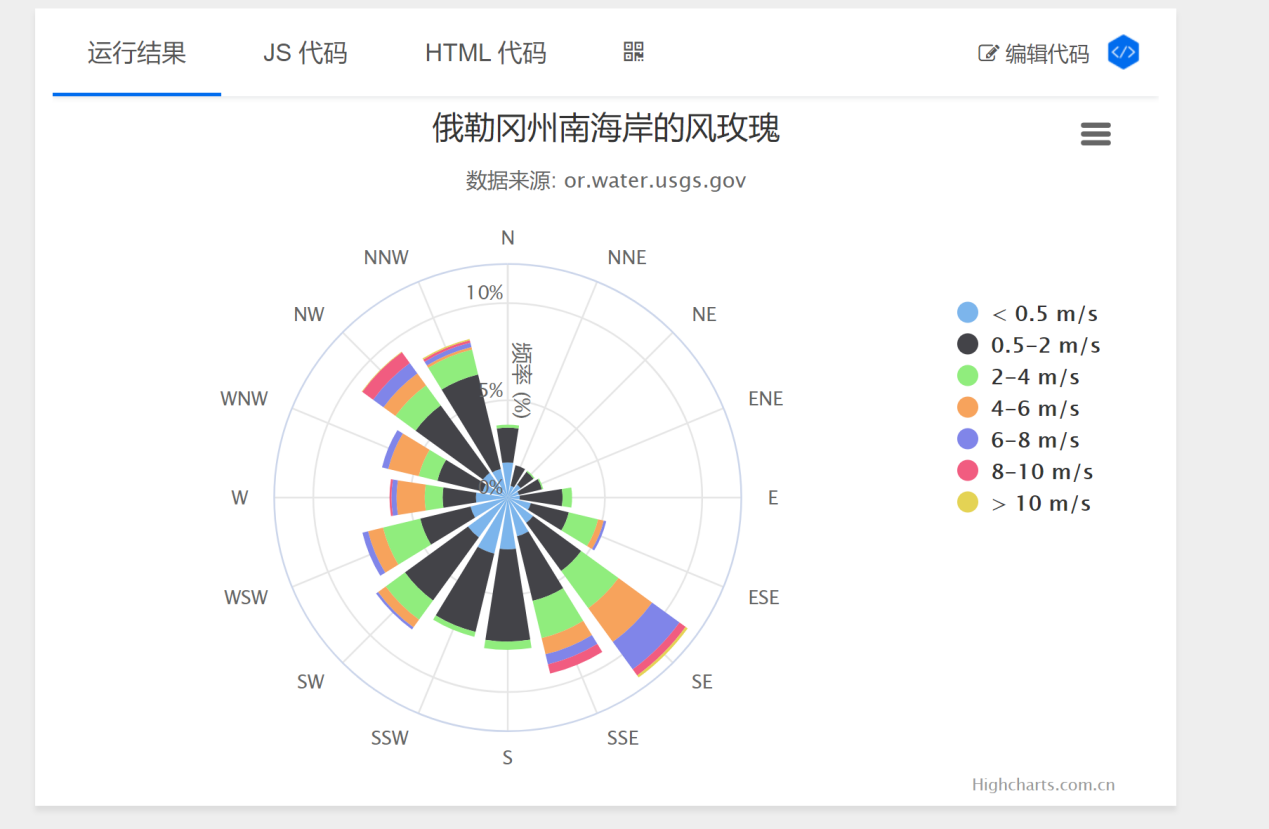 运行结果
JS 代码
HTML 代码
编辑代码
俄勒冈州南海岸的风玫瑰
数据来源: or.water.usgs.gov
N
NNE
NE
ENE
E
ESE
SE
SSE
S
SSW
SW
WSW
W
WNW
NW
NNW
10%
5%
0%
频率 (%)
< 0.5 m/s
0.5-2 m/s
2-4 m/s
4-6 m/s
6-8 m/s
8-10 m/s
> 10 m/s
Highcharts.com.cn